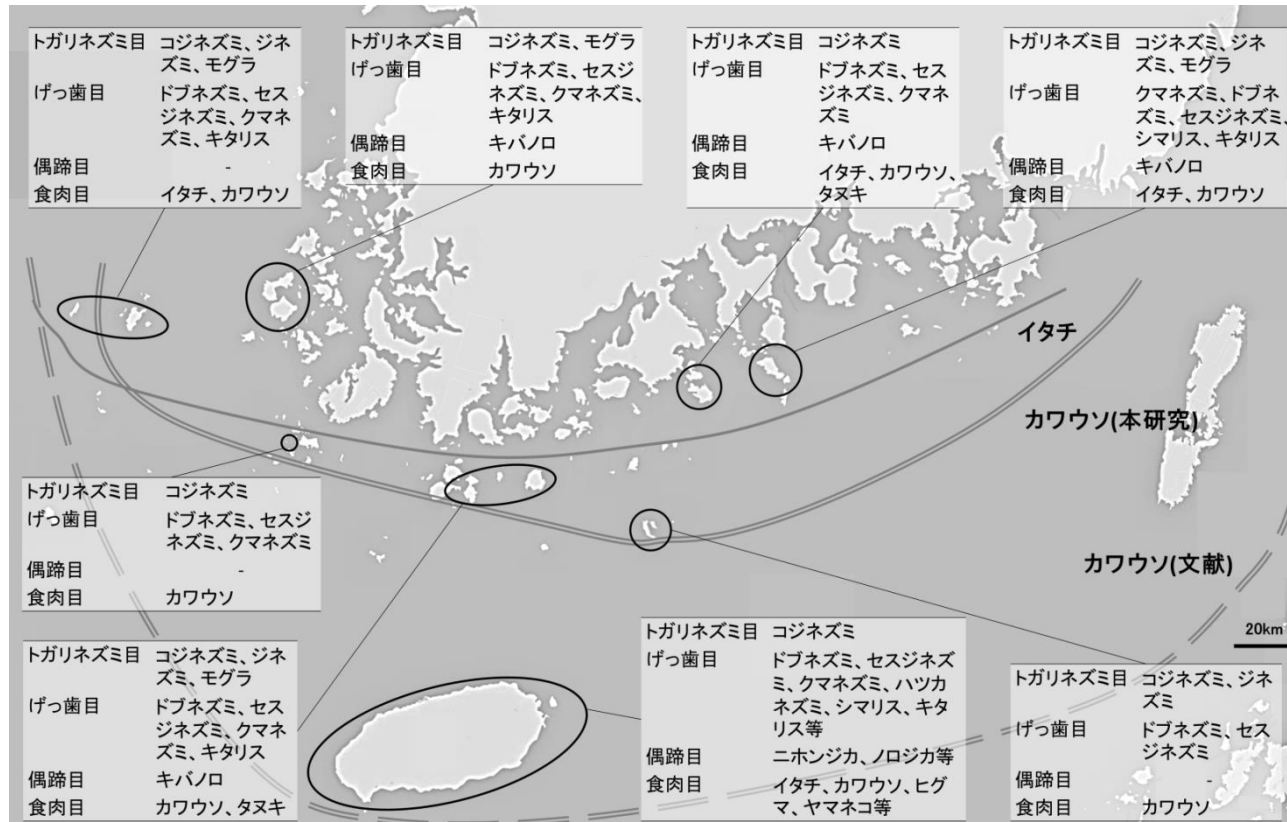 トガリネズミ目 コジネズミ、ジネ
ズミ、モグラ
げっ歯目 ドブネズミ、セス
ジネズミ、クマネ
ズミ、キタリス
偶蹄目 -
食肉目 イタチ、カワウソ
トガリネズミ目 コジネズミ、モグラ
げっ歯目 ドブネズミ、セスジ
ネズミ、クマネズミ、
キタリス
偶蹄目 キバノロ
食肉目 カワウソ
トガリネズミ目 コジネズミ
げっ歯目 ドブネズミ、セス
ジネズミ、クマネ
ズミ
偶蹄目 キバノロ
食肉目 イタチ、カワウソ、
タヌキ
トガリネズミ目 コジネズミ、ジネ
ズミ、モグラ
げっ歯目 クマネズミ、ドブネ
ズミ、セスジネズミ、
シマリス、キタリス
偶蹄目 キバノロ
食肉目 イタチ、カワウソ
イタチ
カワウソ(本研究)
カワウソ(文献)
20km
トガリネズミ目 コジネズミ
げっ歯目 ドブネズミ、セスジ
ネズミ、クマネズミ
偶蹄目 -
食肉目 カワウソ
トガリネズミ目 コジネズミ、ジネ
ズミ、モグラ
げっ歯目 ドブネズミ、セス
ジネズミ、クマネ
ズミ、キタリス
偶蹄目 キバノロ
食肉目 カワウソ、タヌキ
トガリネズミ目 コジネズミ
げっ歯目 ドブネズミ、セスジネズ
ミ、クマネズミ、ハツカ
ネズミ、シマリス、キタ
リス等
偶蹄目 ニホンジカ、ノロジカ等
食肉目 イタチ、カワウソ、ヒグ
マ、ヤマネコ等
トガリネズミ目 コジネズミ、ジネ
ズミ
げっ歯目 ドブネズミ、セス
ジネズミ
偶蹄目 -
食肉目 カワウソ